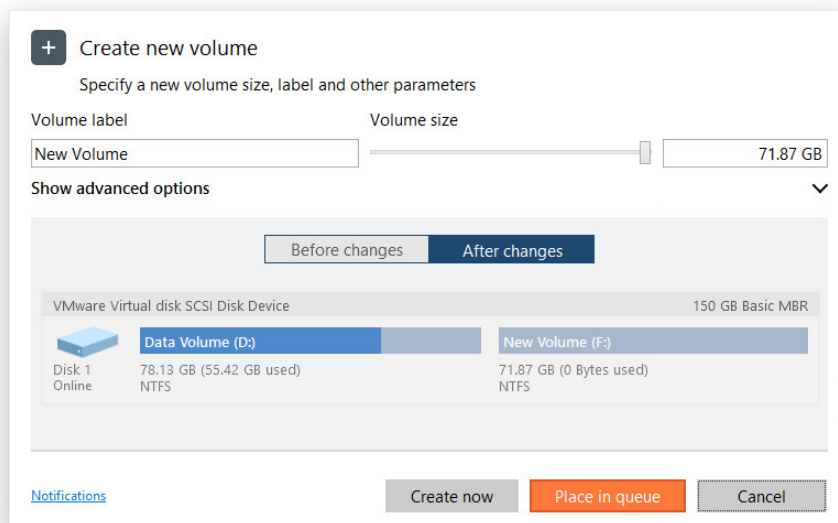 + Create new volume
Specify a new volume size, label and other parameters
Volume label Volume size
New Volume 71.87 GB
Show advanced options
Before changes After changes
VMware Virtual disk SCSI Disk Device 150 GB Basic MBR
Data Volume (D:) New Volume (F:)
Disk 1 78.13 GB (55.42 GB used) 71.87 GB (0 Bytes used)
Online NTFS NTFS
Notifications Create now Place in queue Cancel